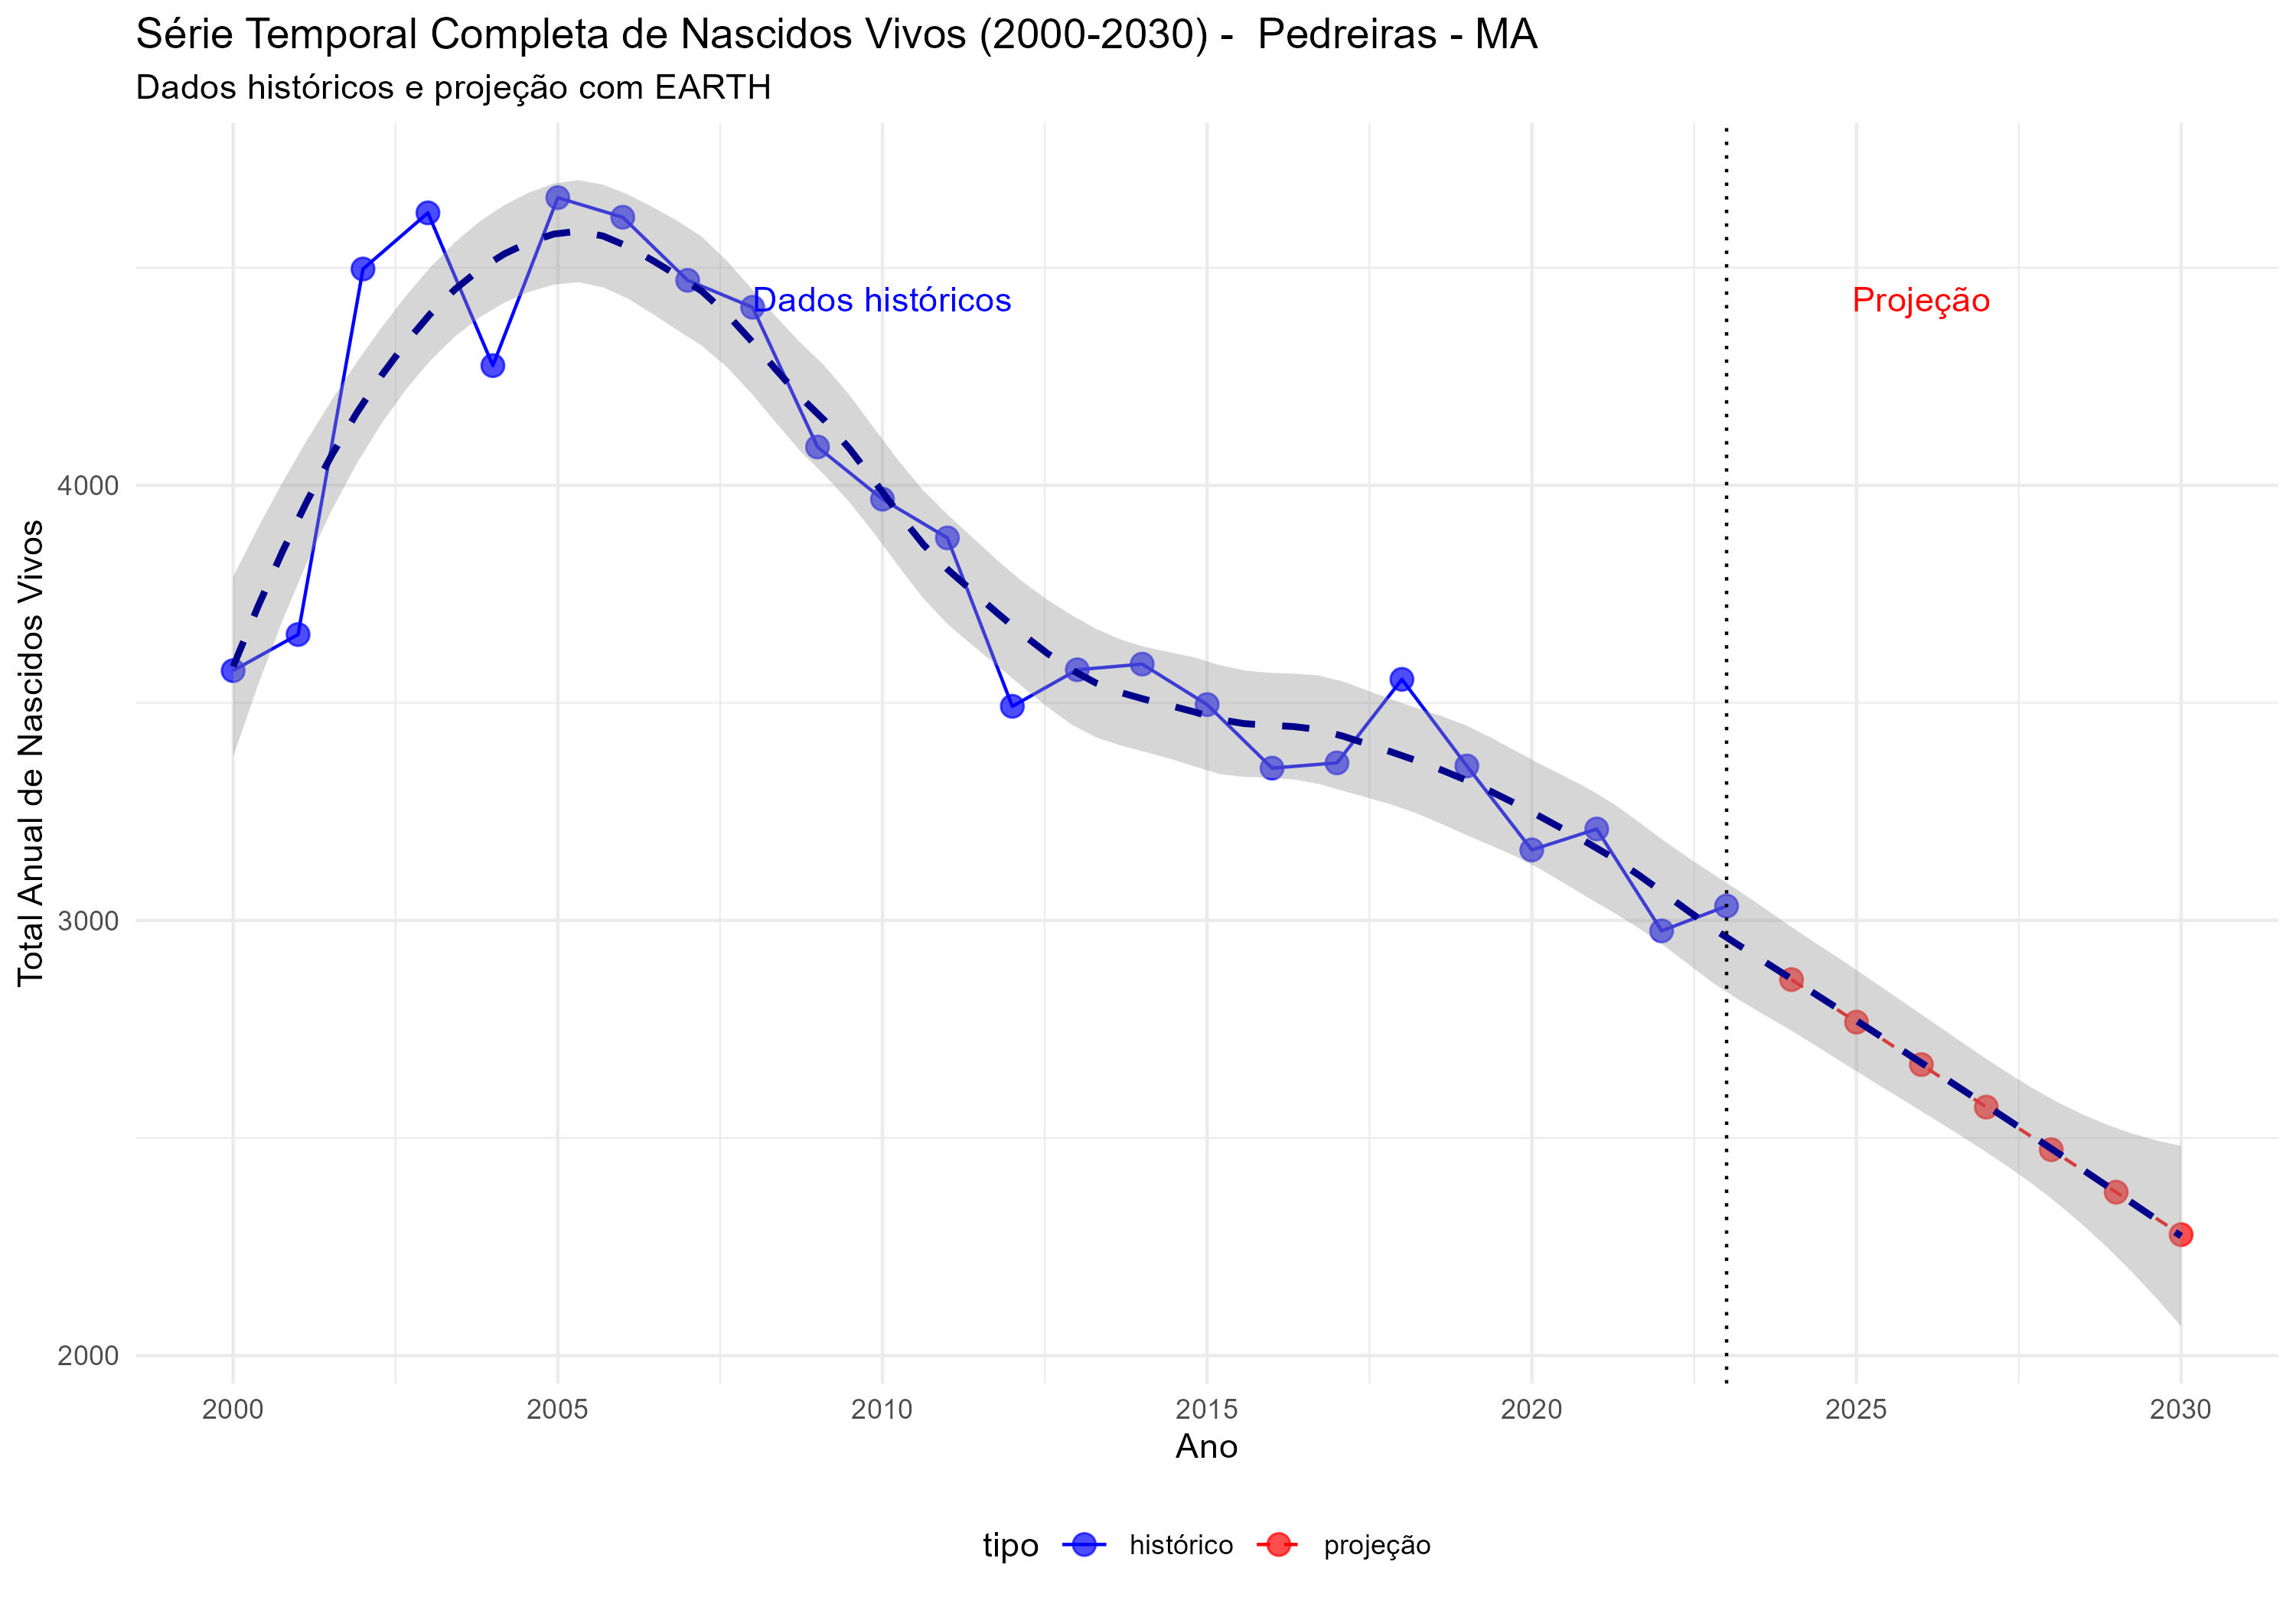 Série Temporal Completa de Nascidos Vivos (2000-2030) -  Pedreiras - MA
Dados históricos e projeção com EARTH
Total Anual de Nascidos Vivos
4000
3000
2000
Dados históricos
Projeção
2000 2005 2010 2015 2020 2025 2030
Ano
tipo histórico projeção